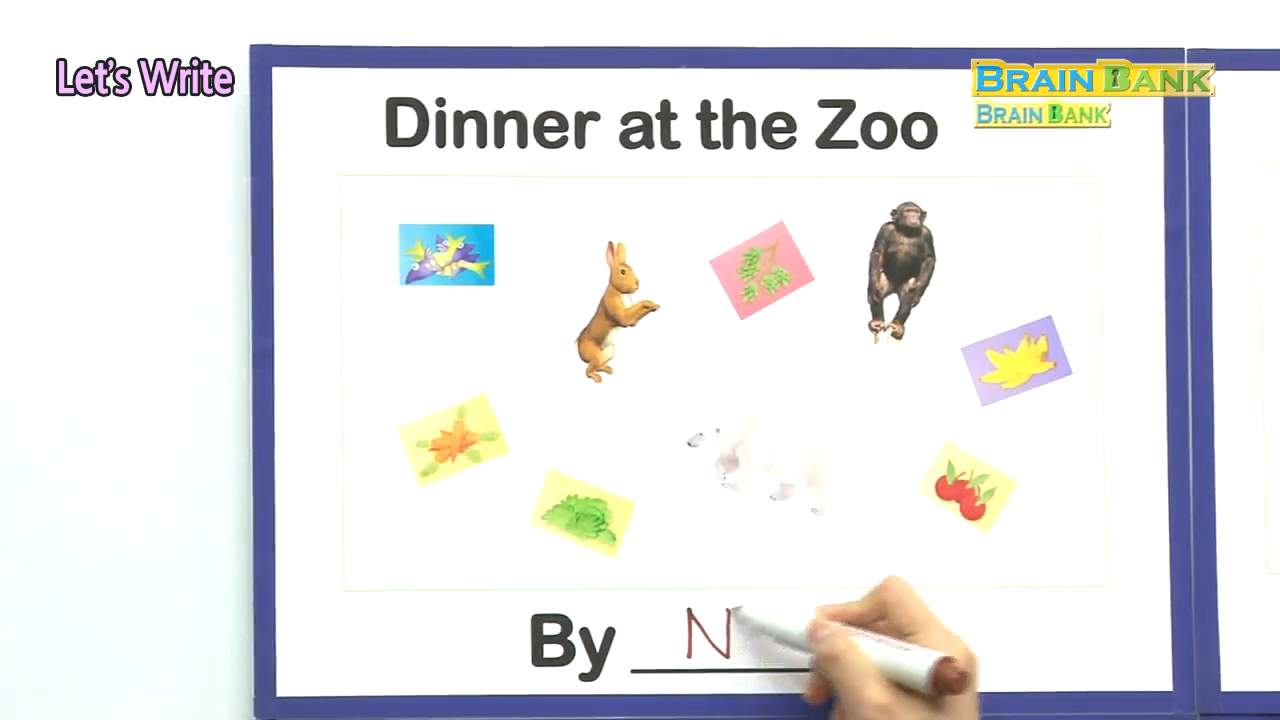 Let's Write
BRAIN BANK
BRAIN BANK
Dinner at the Zoo
By N